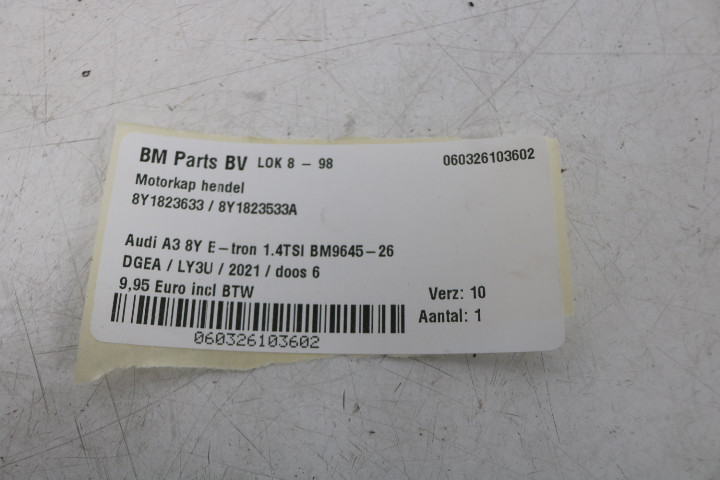 BM Parts BV LOK 8 - 98 060326103602
Motorkap hendel
8Y1823633 / 8Y1823533A
Audi A3 8Y E-tron 1.4TSI BM9645-26
DGEA / LY3U / 2021 / doos 6
9,95 Euro incl BTW Verz: 10
Aantal: 1
060326103602